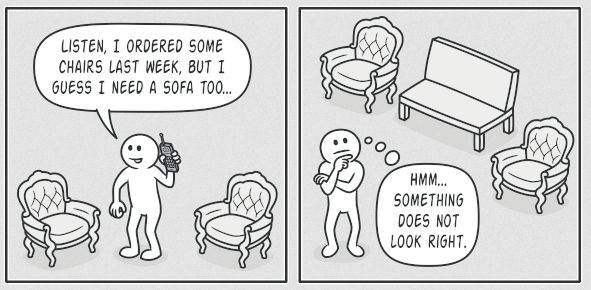 LISTEN, I ORDERED SOME
CHAIRS LAST WEEK, BUT I
GUESS I NEED A SOFA TOO...
HMM...
SOMETHING
DOES NOT
LOOK RIGHT.